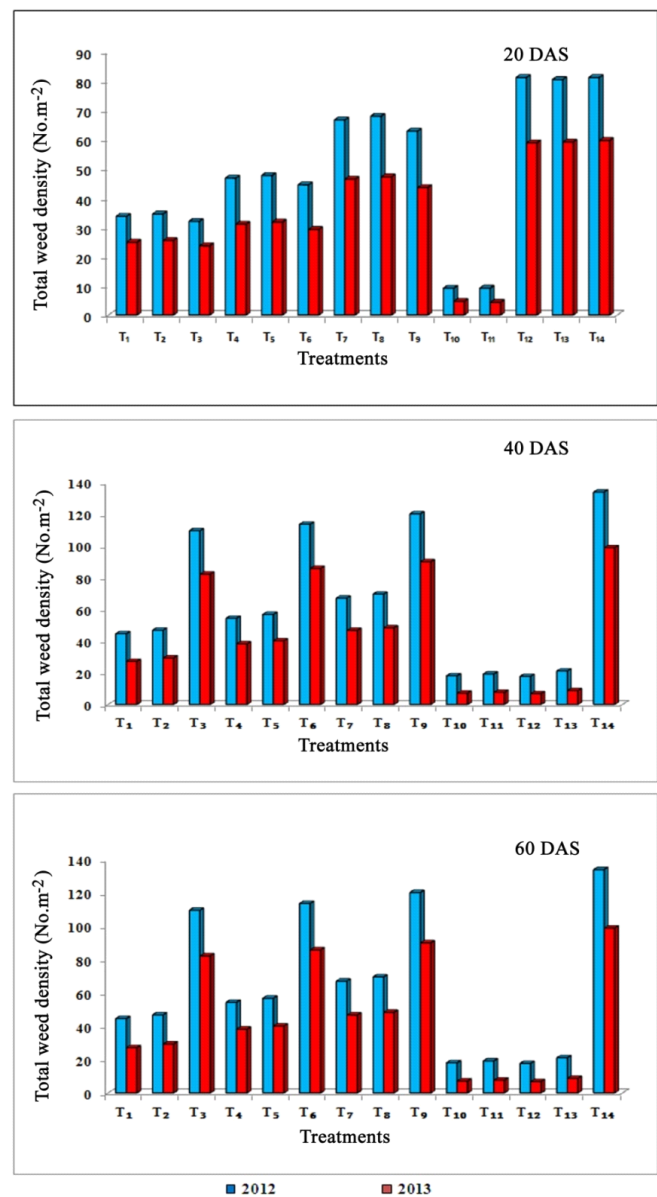 20 DAS
Total weed density (No.m-2)
90
80
70
60
50
40
30
20
10
0
T1 T2 T3 T4 T5 T6 T7 T8 T9 T10 T11 T12 T13 T14
Treatments
40 DAS
Total weed density (No.m-2)
140
120
100
80
60
40
20
0
T1 T2 T3 T4 T5 T6 T7 T8 T9 T10 T11 T12 T13 T14
Treatments
60 DAS
Total weed density (No.m-2)
140
120
100
80
60
40
20
0
T1 T2 T3 T4 T5 T6 T7 T8 T9 T10 T11 T12 T13 T14
Treatments
2012 2013